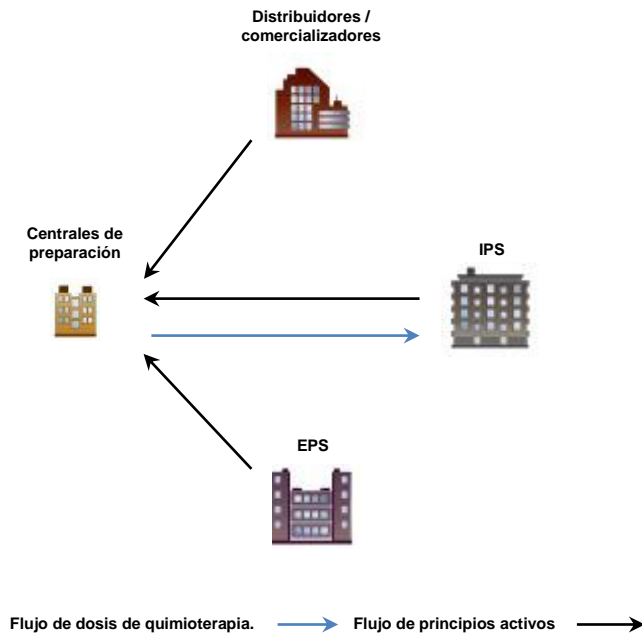 Distribuidores /
comercializadores
Centrales de
preparación
IPS
EPS
Flujo de dosis de quimioterapia.
Flujo de principios activos